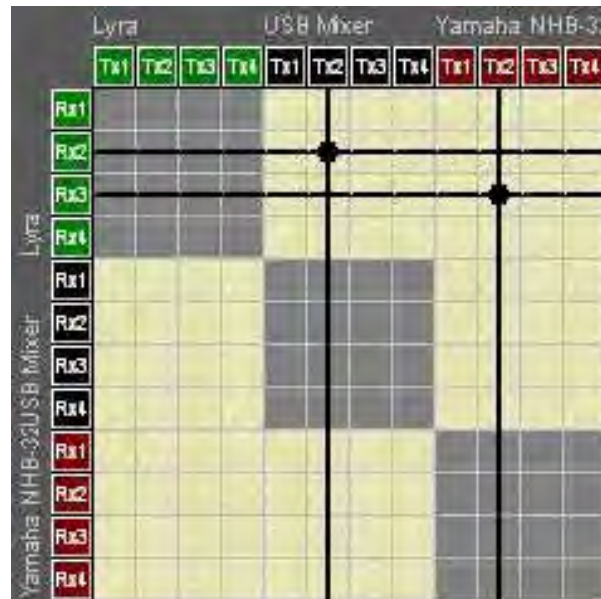 Lyra USB Mixer Yamaha NHB-32
Tx1 Tx2 Tx3 Tx4 Tx1 Tx2 Tx3 Tx4 Tx1 Tx2 Tx3 Tx4
Rx1
Rx2
Rx3
Rx4
Rx1
Rx2
Rx3
Rx4
Rx1
Rx2
Rx3
Rx4
Lyra
USB Mixer
Yamaha NHB-32